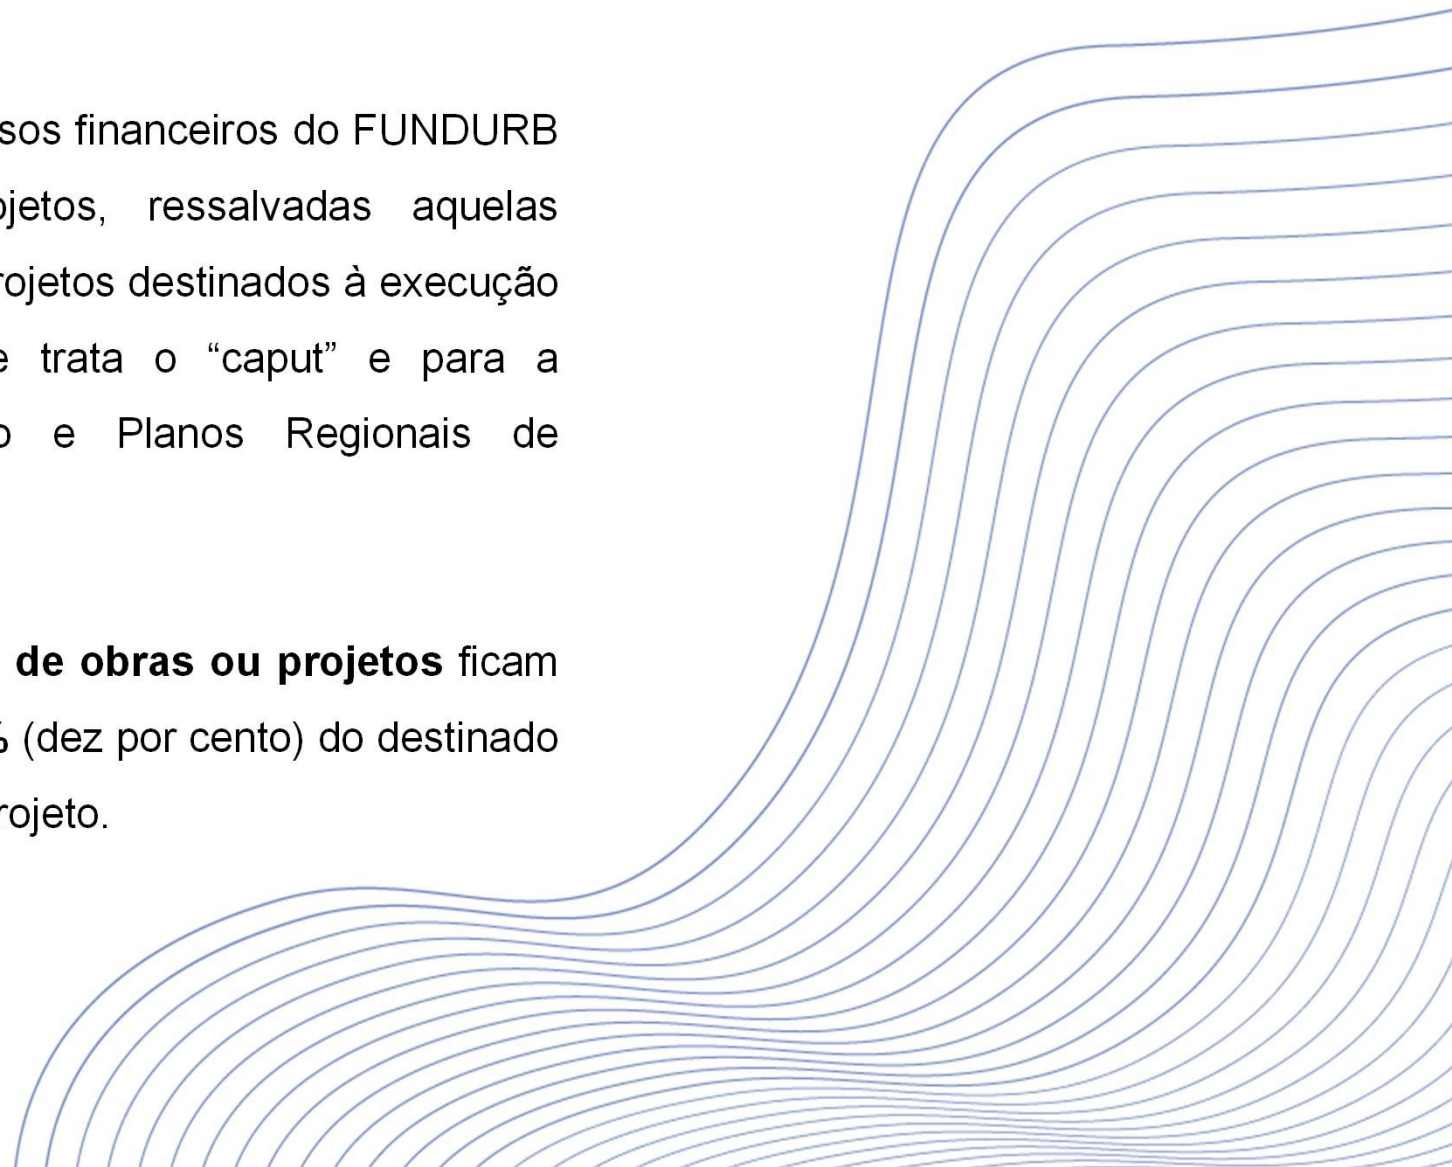 sos financeiros do FUNDURB
ojetos, ressalvadas aquelas
rojetos destinados à execução
e trata o “caput” e para a
o e Planos Regionais de
de obras ou projetos ficam
% (dez por cento) do destinado
rojeto.